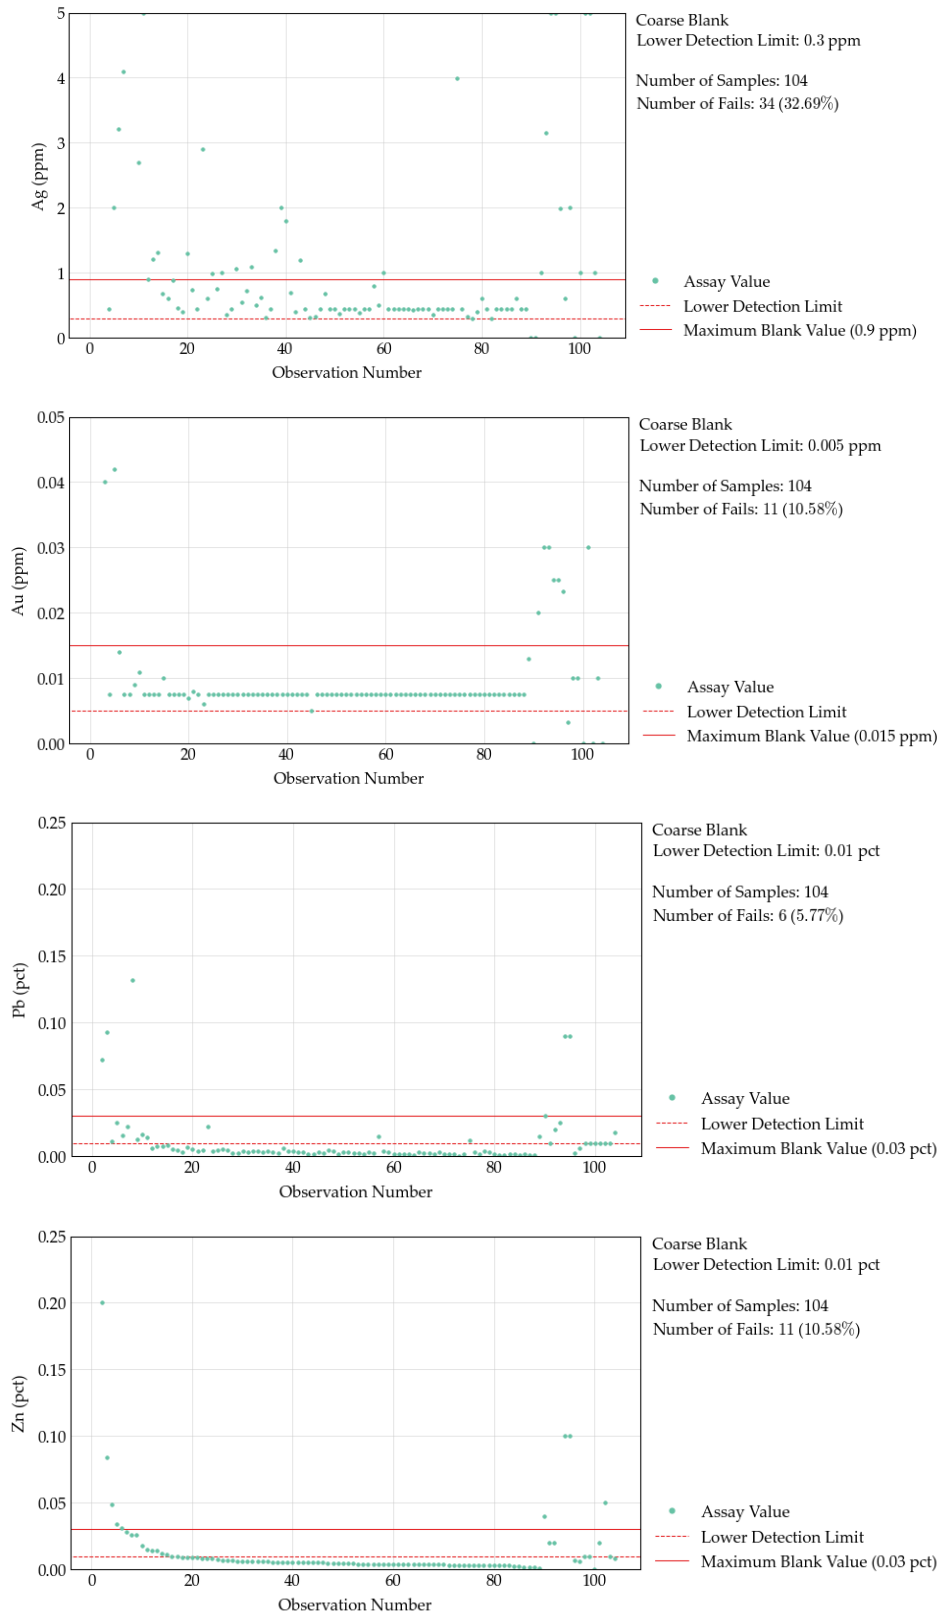 5
4
3
2
1
0
Ag (ppm)
0 20 40 60 80 100
Observation Number
Coarse Blank
Lower Detection Limit: 0.3 ppm
Number of Samples: 104
Number of Fails: 34 (32.69%)
Assay Value
Lower Detection Limit
Maximum Blank Value (0.9 ppm)
0.05
0.04
0.03
0.02
0.01
0.00
Au (ppm)
0 20 40 60 80 100
Observation Number
Coarse Blank
Lower Detection Limit: 0.005 ppm
Number of Samples: 104
Number of Fails: 11 (10.58%)
Assay Value
Lower Detection Limit
Maximum Blank Value (0.015 ppm)
0.25
0.20
0.15
0.10
0.05
0.00
Pb (pct)
0 20 40 60 80 100
Observation Number
Coarse Blank
Lower Detection Limit: 0.01 pct
Number of Samples: 104
Number of Fails: 6 (5.77%)
Assay Value
Lower Detection Limit
Maximum Blank Value (0.03 pct)
0.25
0.20
0.15
0.10
0.05
0.00
Zn (pct)
0 20 40 60 80 100
Observation Number
Coarse Blank
Lower Detection Limit: 0.01 pct
Number of Samples: 104
Number of Fails: 11 (10.58%)
Assay Value
Lower Detection Limit
Maximum Blank Value (0.03 pct)